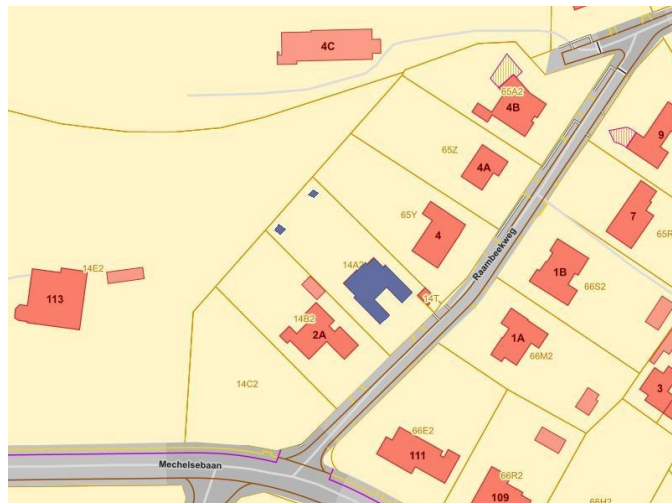 4C
65A2
4B
9
65Z
4A
65Y
4
7
65R
Raambeekweg
14E2
113
14A2
14T
1B
66S2
14B2
2A
1A
66M2
14C2
3
66E2
111
Mechelsebaan
66R2
109
66H2